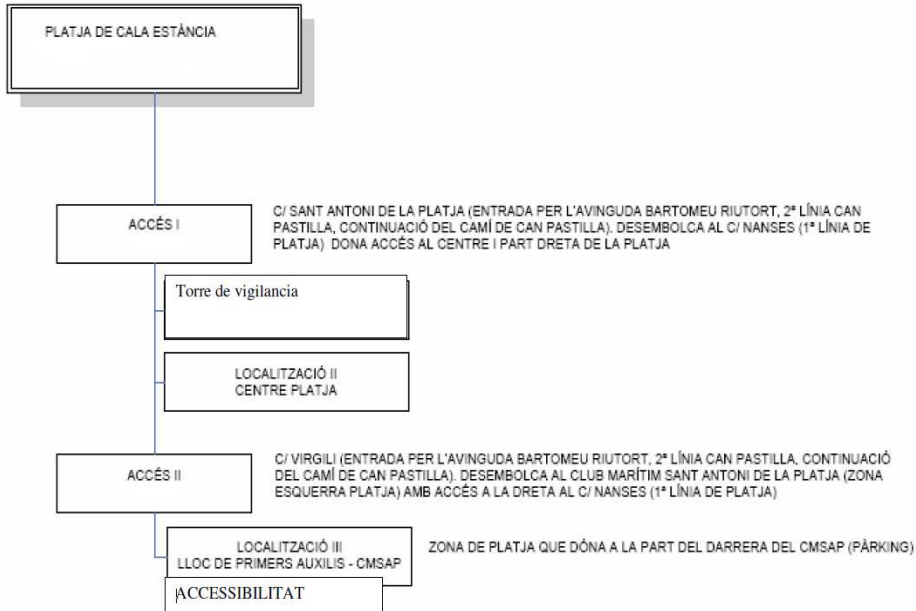 PLATJA DE CALA ESTÀNCIA
ACCÉS I
C/ SANT ANTONI DE LA PLATJA (ENTRADA PER L'AVINGUDA BARTOMEU RIUTORT, 2ª LÍNIA CAN
PASTILLA, CONTINUACIÓ DEL CAMÍ DE CAN PASTILLA). DESEMBOLCA AL C/ NANSES (1ª LÍNIA DE
PLATJA) DONA ACCÉS AL CENTRE I PART DRETA DE LA PLATJA
Torre de vigilancia
LOCALITZACIÓ II
CENTRE PLATJA
ACCÉS II
C/ VIRGILI (ENTRADA PER L'AVINGUDA BARTOMEU RIUTORT, 2ª LÍNIA CAN PASTILLA, CONTINUACIÓ
DEL CAMÍ DE CAN PASTILLA). DESEMBOLCA AL CLUB MARÍTIM SANT ANTONI DE LA PLATJA (ZONA
ESQUERRA PLATJA) AMB ACCÉS A LA DRETA AL C/ NANSES (1ª LÍNIA DE PLATJA)
LOCALITZACIÓ III
LLOC DE PRIMERS AUXILIS - CMSAP
ZONA DE PLATJA QUE DÓNA A LA PART DEL DARRERA DEL CMSAP (PÀRKING)
ACCESSIBILITAT